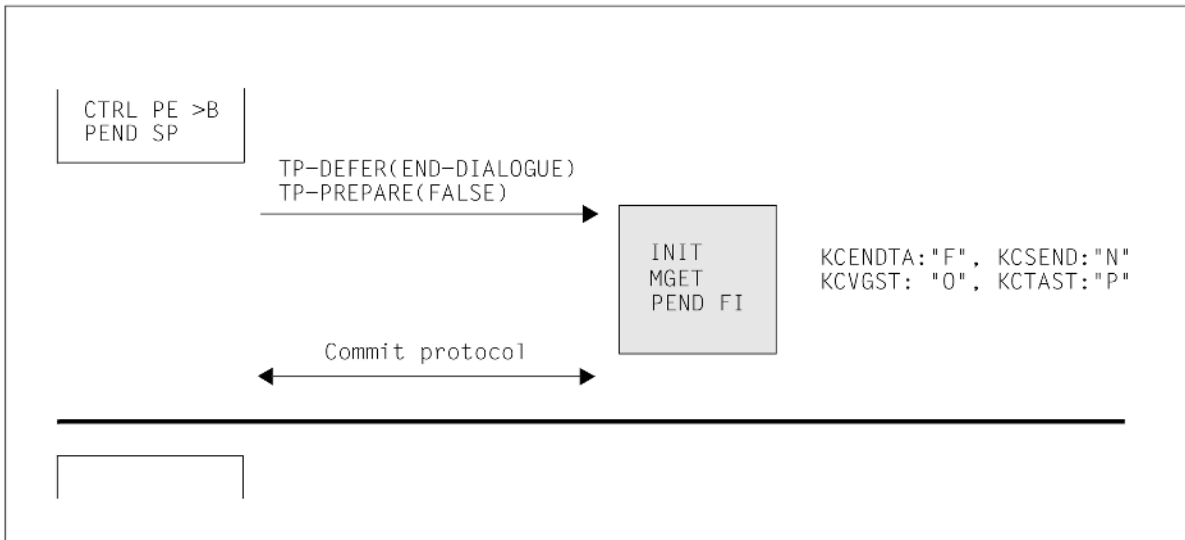 CTRL PE >B
PEND SP
TP-DEFER(END-DIALOGUE)
TP-PREPARE(FALSE)
INIT
MGET
PEND FI
KCENDTA:"F", KCSEND:"N"
KCVGST: "O", KCTAST:"P"
Commit protocol